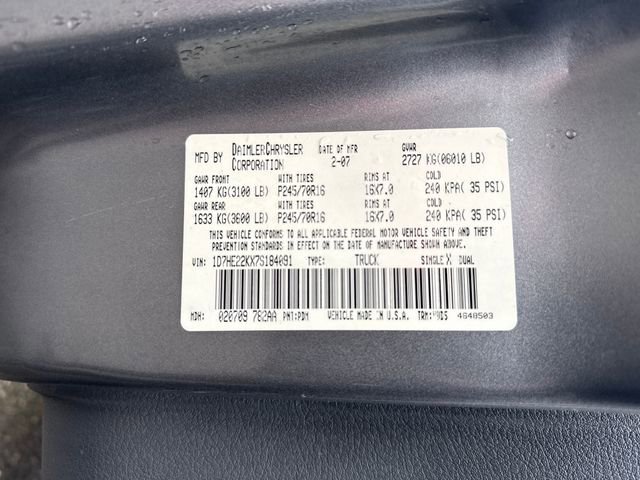 MFD BY DAIMLERCHRYSLER CORPORATION DATE OF MFR 2-07 GVWR 2727 KG(06010 LB)
GAWR FRONT WITH TIRES RIMS AT COLD
1407 KG(3100 LB) P245/70R16 16X7.0 240 KPA( 35 PSI)
GAWR REAR WITH TIRES RIMS AT COLD
1633 KG(3600 LB) P245/70R16 16X7.0 240 KPA( 35 PSI)
THIS VEHICLE CONFORMS TO ALL APPLICABLE FEDERAL MOTOR VEHICLE SAFETY AND THEFT
PREVENTION STANDARDS IN EFFECT ON THE DATE OF MANUFACTURE SHOWN ABOVE.
VIN: 1D7HE22KX7S184091 TYPE: TRUCK SINGLE X DUAL
MDH: 020709 782AA PNT:PDM VEHICLE MADE IN U.S.A. TRM: 4648503